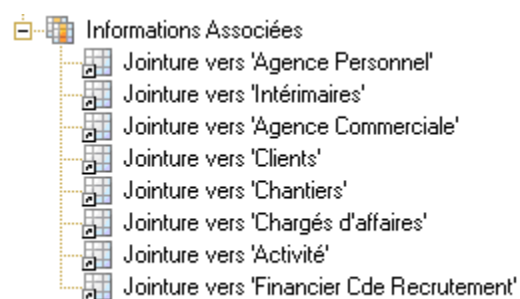 Informations Associées
Jointure vers 'Agence Personnel'
Jointure vers 'Intérimaires'
Jointure vers 'Agence Commerciale'
Jointure vers 'Clients'
Jointure vers 'Chantiers'
Jointure vers 'Chargés d'affaires'
Jointure vers 'Activité'
Jointure vers 'Financier Cde Recrutement'